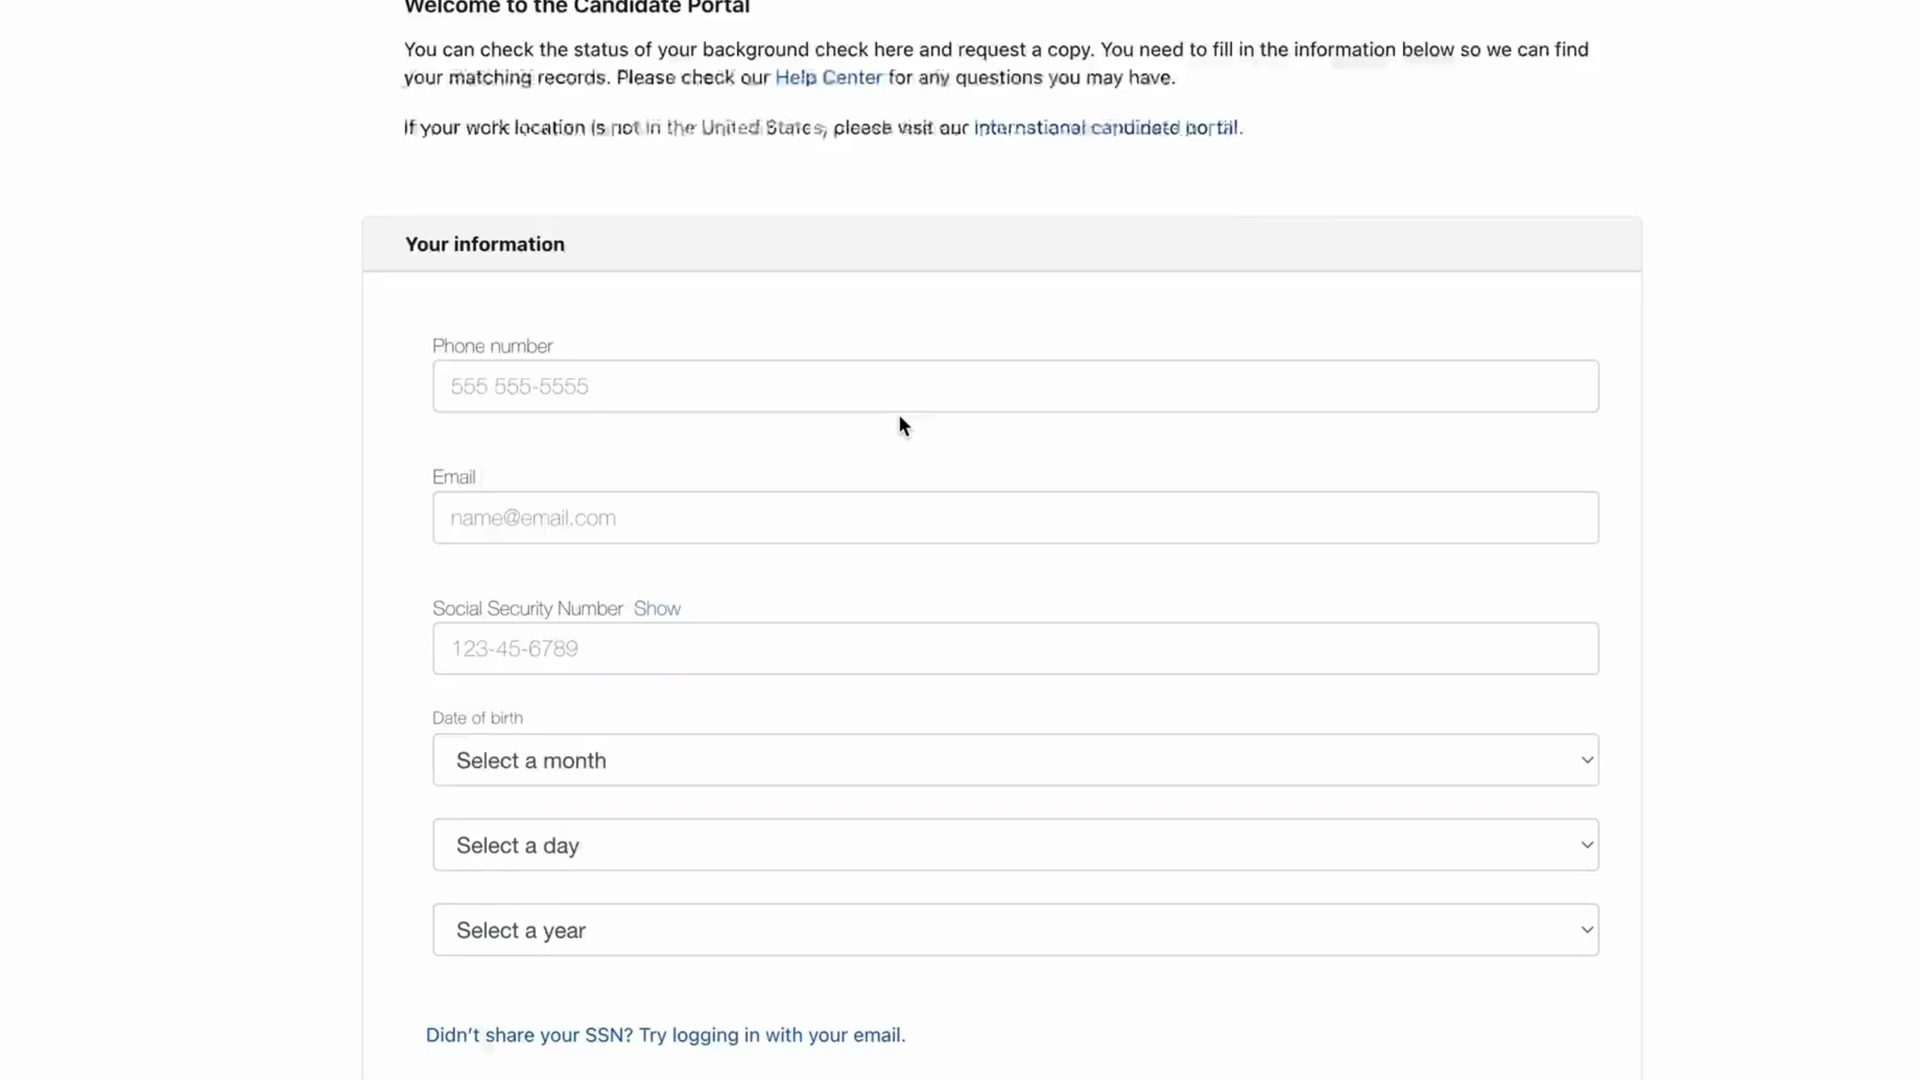 Welcome to the Candidate Portal
You can check the status of your background check here and request a copy. You need to fill in the information below so we can find
your matching records. Please check our Help Center for any questions you may have.
If your work location is not in the United States, please visit our international candidate portal.
Your information
Phone number
555 555-5555
Email
name@email.com
Social Security Number Show
123-45-6789
Date of birth
Select a month
Select a day
Select a year
Didn't share your SSN? Try logging in with your email.